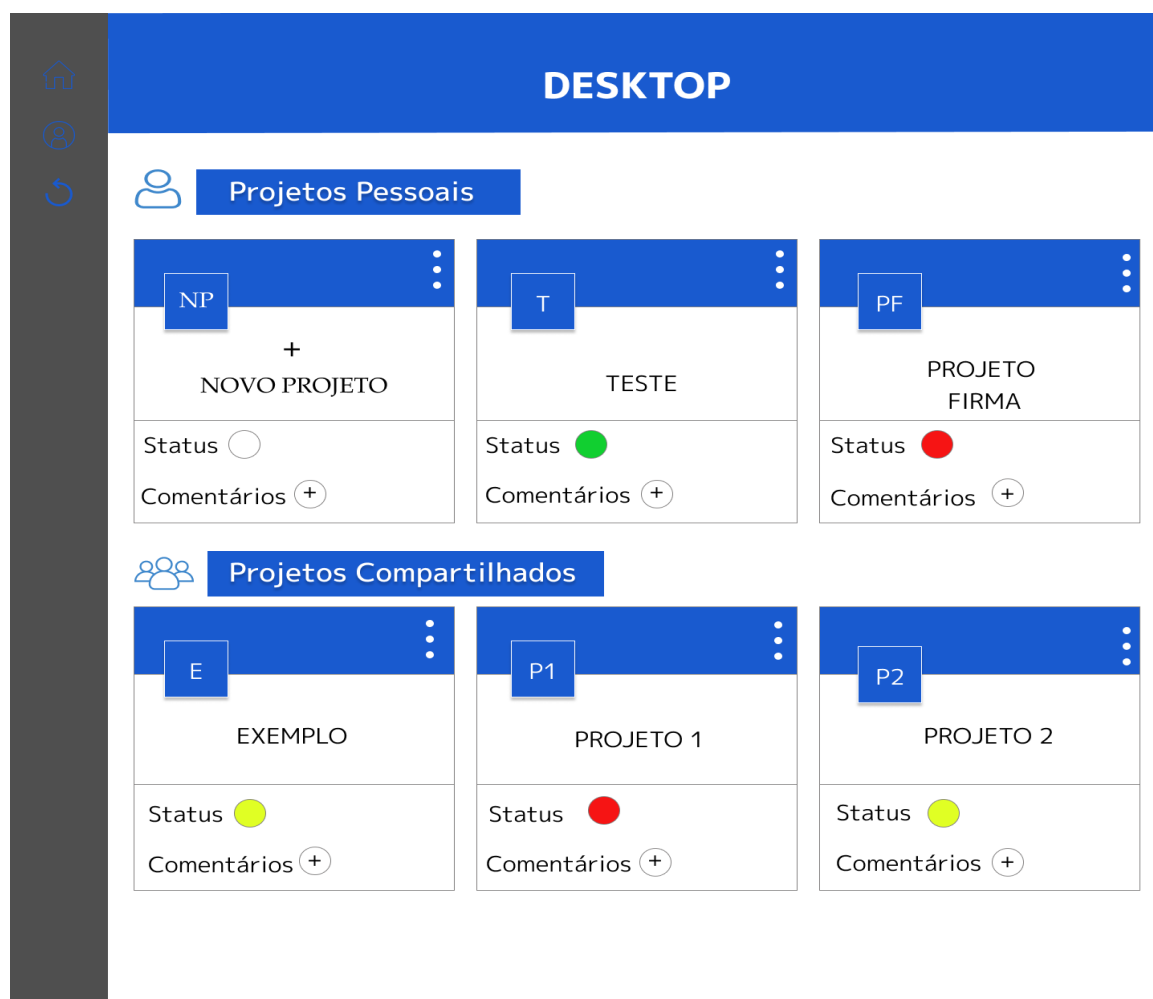 DESKTOP
Projetos Pessoais
NP
+
NOVO PROJETO
Status
Comentários +
T
TESTE
Status
Comentários +
PF
PROJETO
FIRMA
Status
Comentários +
Projetos Compartilhados
E
EXEMPLO
Status
Comentários +
P1
PROJETO 1
Status
Comentários +
P2
PROJETO 2
Status
Comentários +